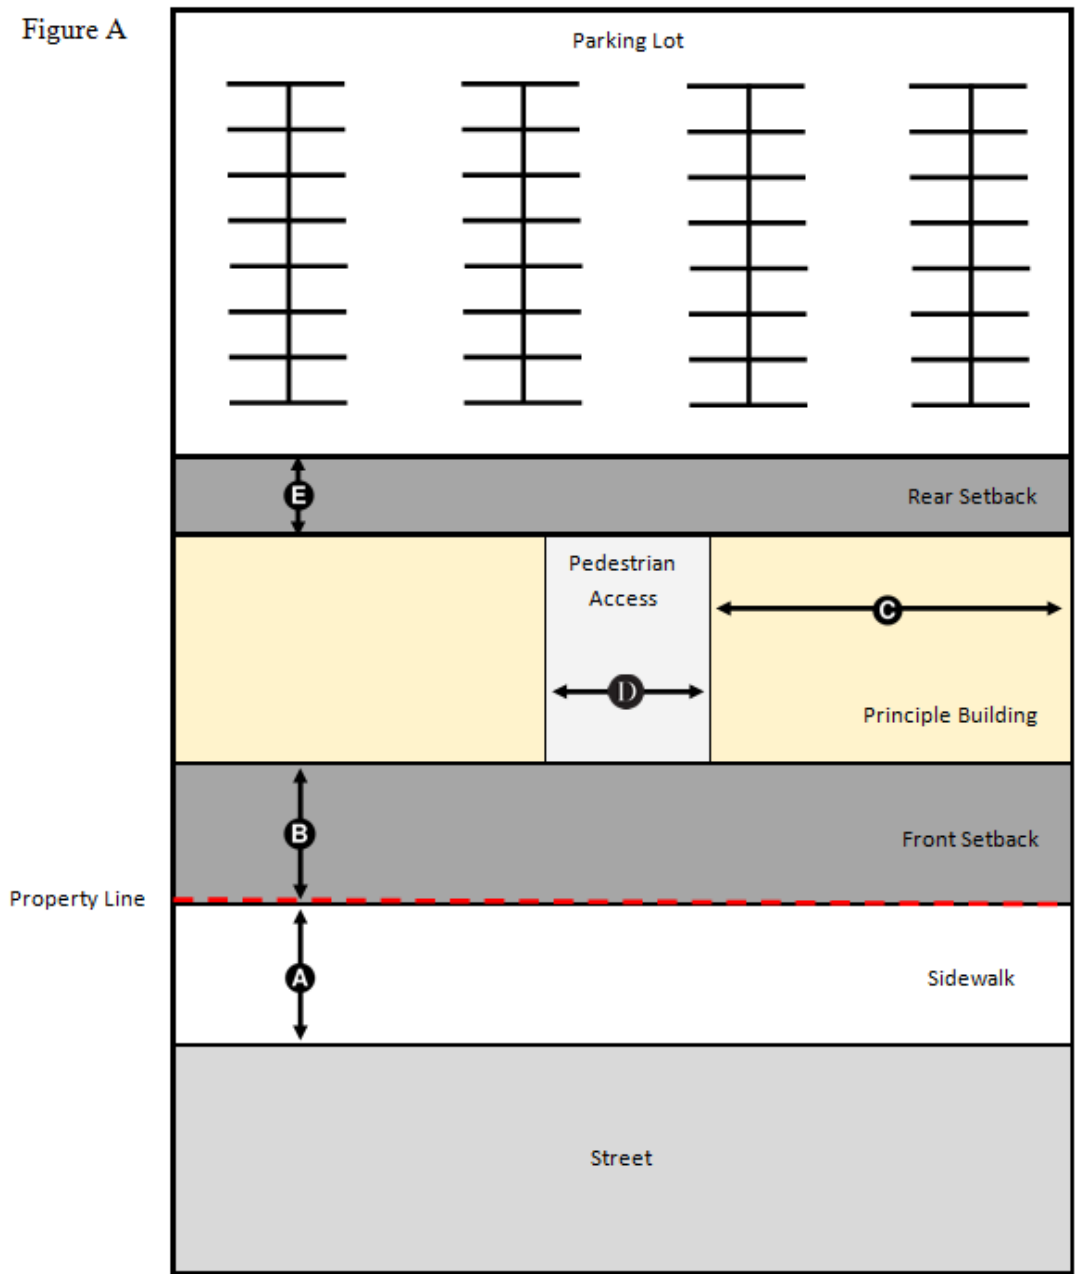 Figure A
Parking Lot
E
Rear Setback
Pedestrian
Access
C
D
Principle Building
B
Front Setback
Property Line
A
Sidewalk
Street